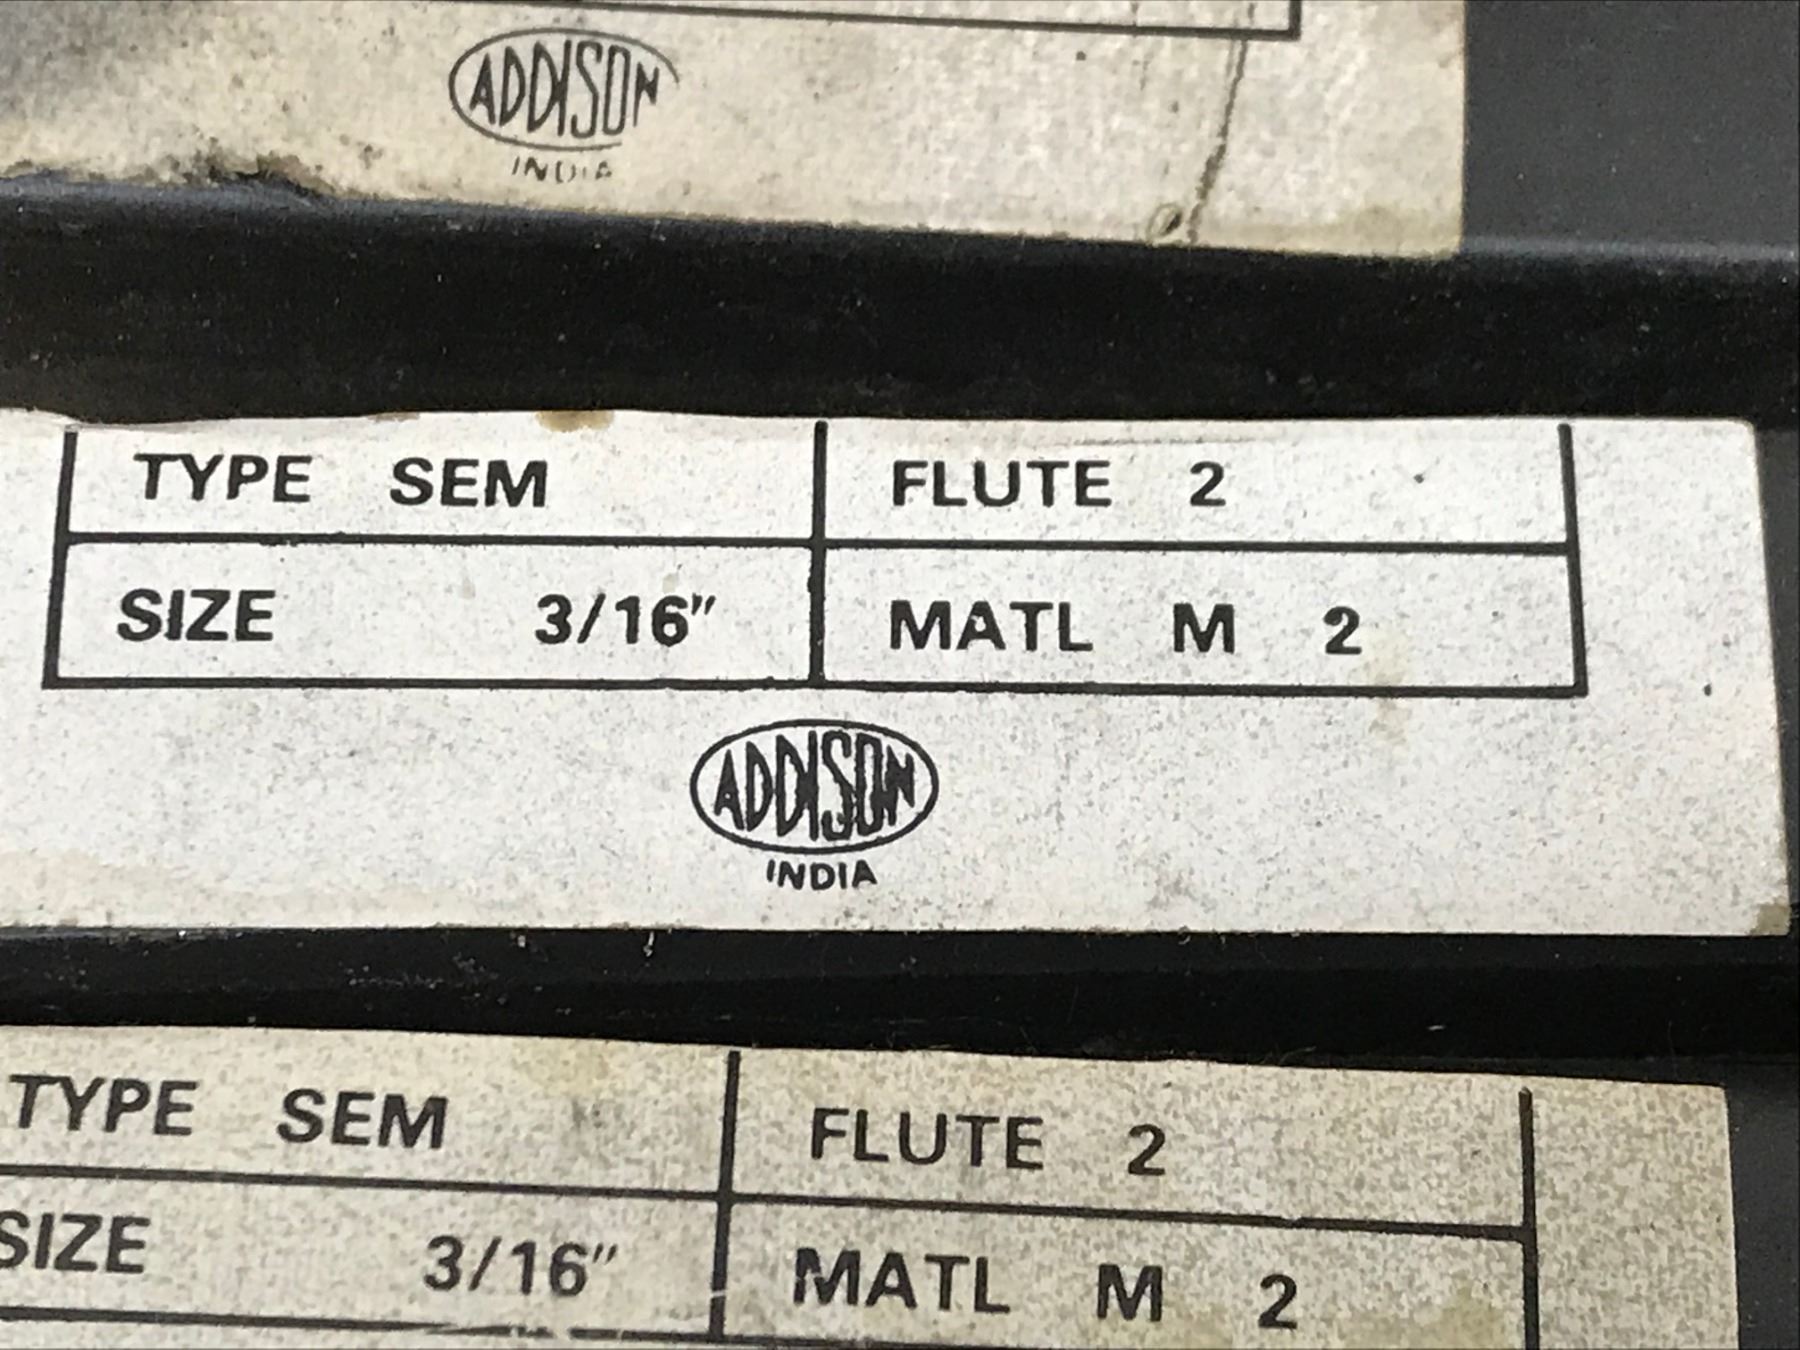 ADDISON
INDIA
TYPE SEM FLUTE 2
SIZE 3/16" MATL M 2
ADDISON
INDIA
TYPE SEM FLUTE 2
SIZE 3/16" MATL M 2